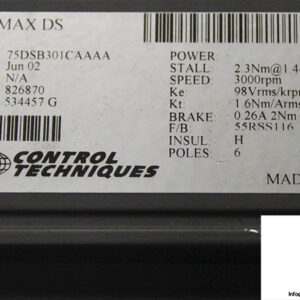 MAX DS
75DSB301CAAAA
Jun 02
N/A
826870
534457 G
CONTROL
TECHNIQUES
POWER
STALL: 2.3Nm@1.4
SPEED 3000rpm
Ke: 98Vrms/krpm
Kt: 1.6Nm/Arm
BRAKE: 0.26A 2Nm
F/B: 55RSS116
INSUL H
POLES 6
MAD